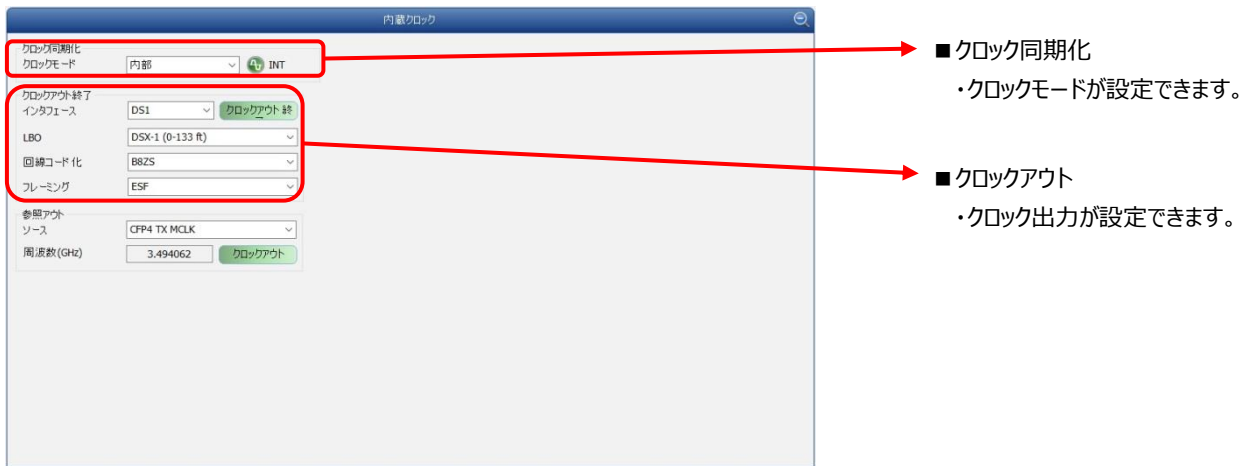 内蔵クロック
クロック同期化
クロックモード 内部 INT
クロックアウト終了
インタフェース DS1 クロックアウト 終
LBO DSX-1 (0-133 ft)
回線コード化 B8ZS
フレーミング ESF
参照アウト
ソース CFP4 TX MCLK
周波数(GHz) 3.494062 クロックアウト
■クロック同期化
・クロックモードが設定できます。
■クロックアウト
・クロック出力が設定できます。